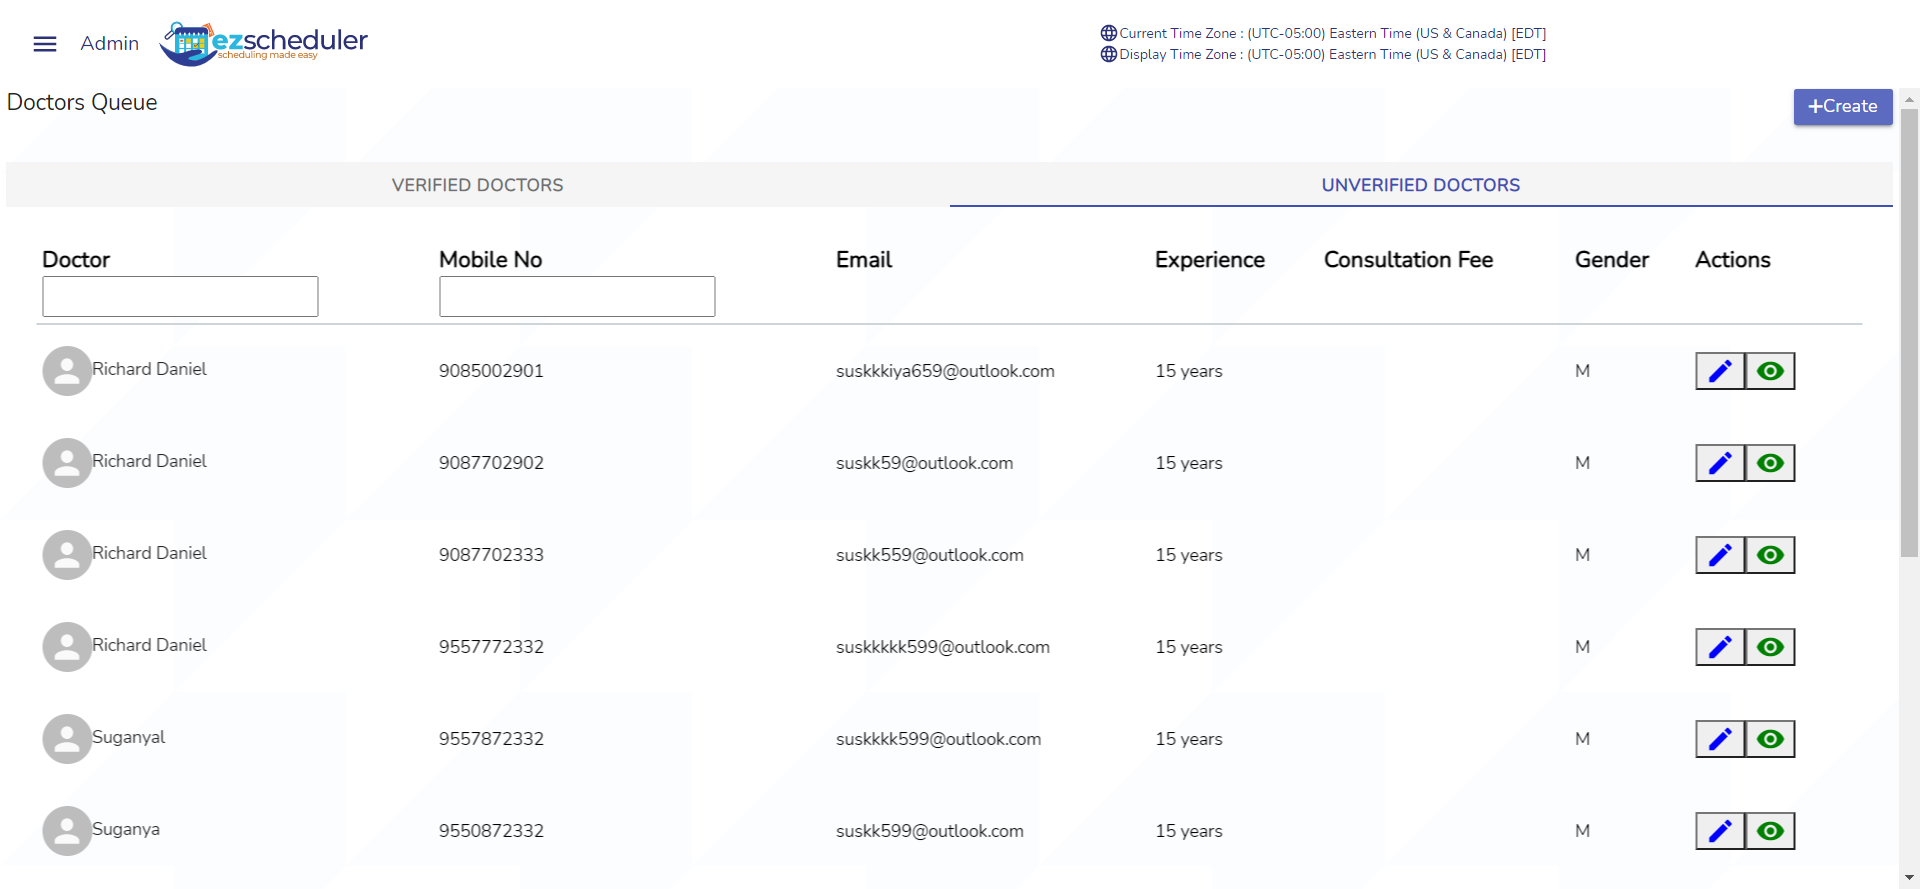 Admin
ezscheduler
scheduling made easy
Current Time Zone : (UTC-05:00) Eastern Time (US & Canada) [EDT]
Display Time Zone : (UTC-05:00) Eastern Time (US & Canada) [EDT]
Doctors Queue
+Create
VERIFIED DOCTORS UNVERIFIED DOCTORS
Doctor Mobile No Email Experience Consultation Fee Gender Actions
Richard Daniel 9085002901 suskkkiya659@outlook.com 15 years M
Richard Daniel 9087702902 suskk59@outlook.com 15 years M
Richard Daniel 9087702333 suskk559@outlook.com 15 years M
Richard Daniel 9557772332 suskkkkk599@outlook.com 15 years M
Suganyal 9557872332 suskkkk599@outlook.com 15 years M
Suganya 9550872332 suskk599@outlook.com 15 years M